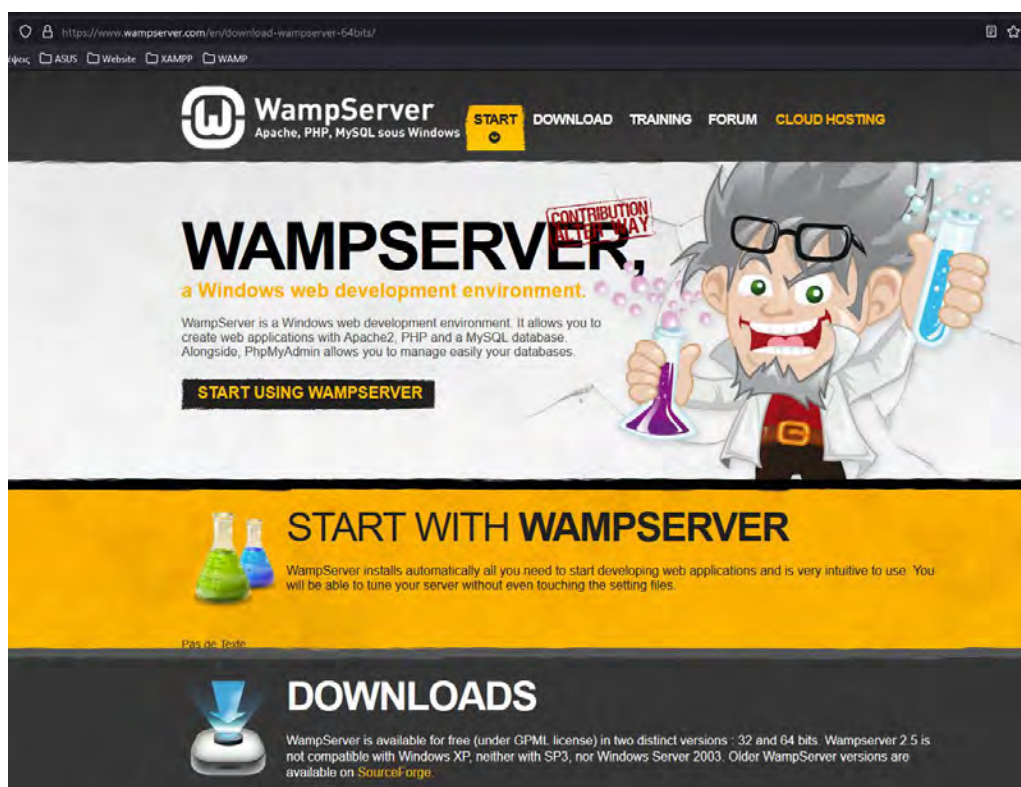 https://www.wampserver.com/en/download-wampserver-64bits/
ASUS Website XAMPP WAMP
WampServer
Apache, PHP, MySQL sous Windows
START DOWNLOAD TRAINING FORUM CLOUD HOSTING
CONTRIBUTION
ALTER WAY
WAMPSERVER,
a Windows web development environment.
WampServer is a Windows web development environment. It allows you to
create web applications with Apache2, PHP and a MySQL database.
Alongside, PhpMyAdmin allows you to manage easily your databases.
START USING WAMPSERVER
START WITH WAMPSERVER
WampServer installs automatically all you need to start developing web applications and is very intuitive to use. You
will be able to tune your server without even touching the setting files.
Pas de Texte
DOWNLOADS
WampServer is available for free (under GPML license) in two distinct versions : 32 and 64 bits. Wampserver 2.5 is
not compatible with Windows XP, neither with SP3, nor Windows Server 2003. Older WampServer versions are
available on SourceForge.